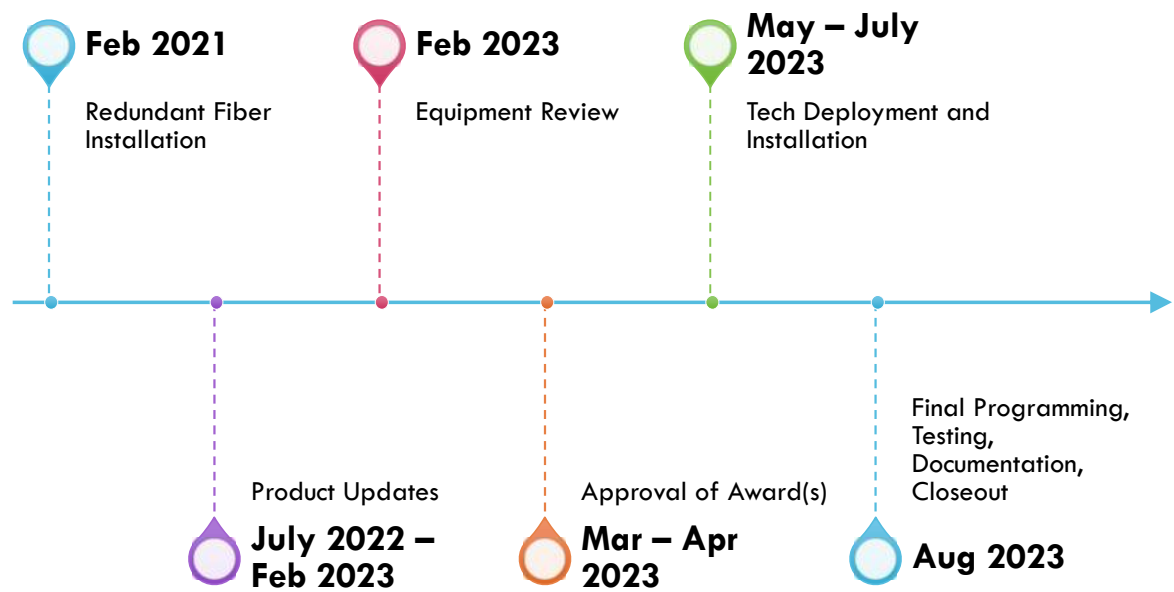 Feb 2021
Redundant Fiber
Installation
Feb 2023
Equipment Review
May – July
2023
Tech Deployment and
Installation
Product Updates
July 2022 –
Feb 2023
Approval of Award(s)
Mar – Apr
2023
Final Programming,
Testing,
Documentation,
Closeout
Aug 2023